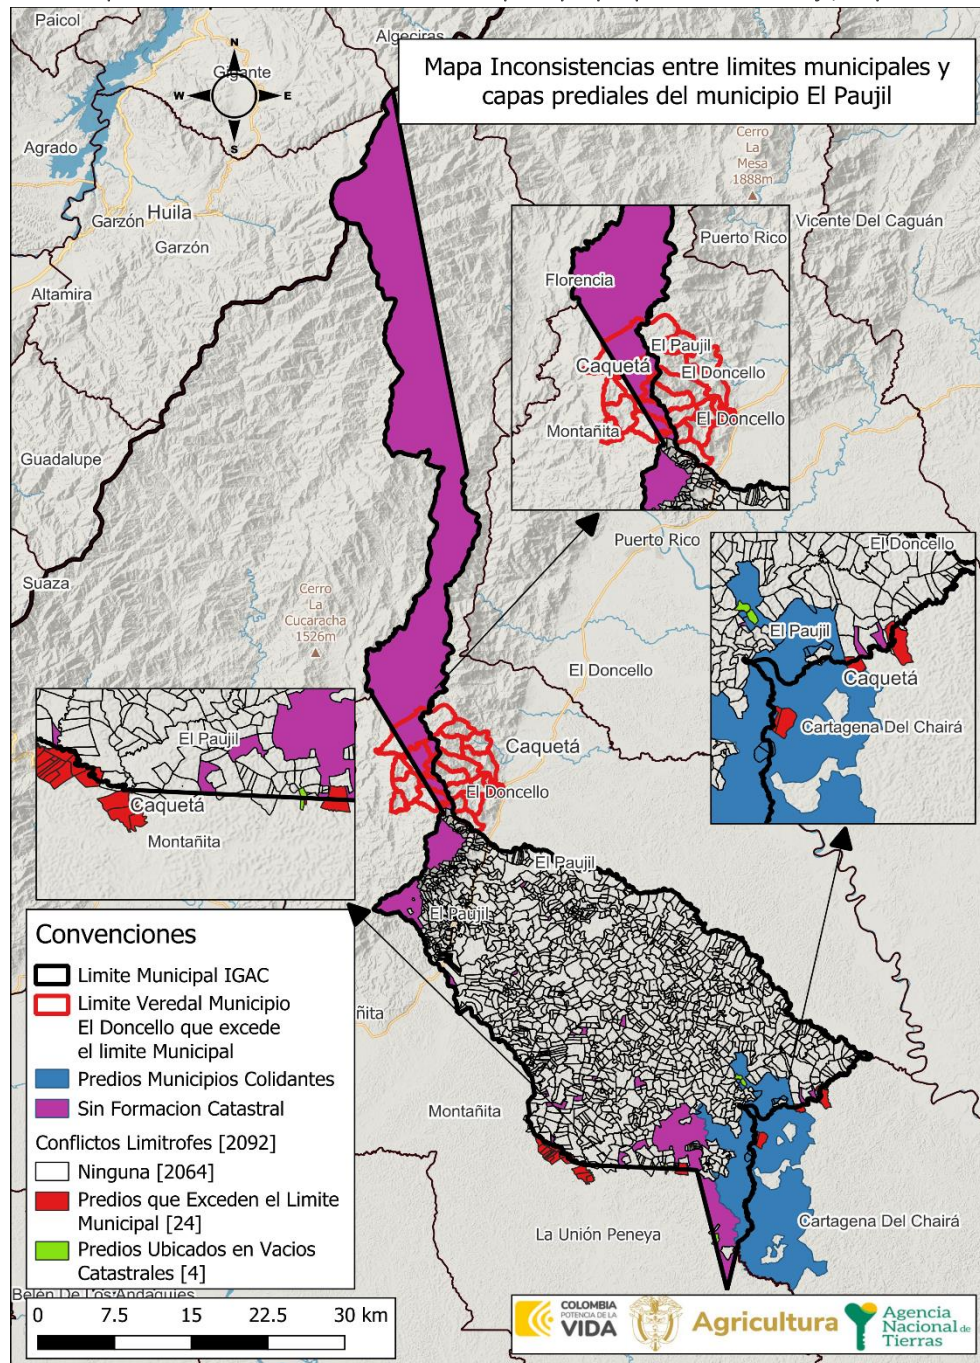 Paicol
Algeciras
Mapa Inconsistencias entre limites municipales y
capas prediales del municipio El Paujil
N
Gigante
W
E
S
Agrado
Cerro
La
Mesa
1888m
Garzón
Huila
Garzón
Vicente Del Caguán
Puerto Rico
Altamira
Florencia
El Paujil
Caquetá
El Doncello
El Doncello
Montañita
Guadalupe
Puerto Rico
El Doncello
Suaza
Cerro
La
Cucaracha
1526m
El Paujil
El Doncello
Caquetá
Cartagena Del Chairá
El Paujil
Caquetá
Montañita
Caquetá
El Doncello
El Paujil
El Paujil
Convenciones
Limite Municipal IGAC
Limite Veredal Municipio
El Doncello que excede
el limite Municipal
Predios Municipios Colidantes
Sin Formacion Catastral
Conflictos Limitrofes [2092]
Ninguna [2064]
Predios que Exceden el Limite
Municipal [24]
Predios Ubicados en Vacios
Catastrales [4]
ñita
Montañita
La Unión Peneya
Cartagena Del Chairá
Belén De Los Andaquies
0 7.5 15 22.5 30 km
COLOMBIA
POTENCIA DE LA
VIDA
Agricultura
Agencia
Nacional de
Tierras